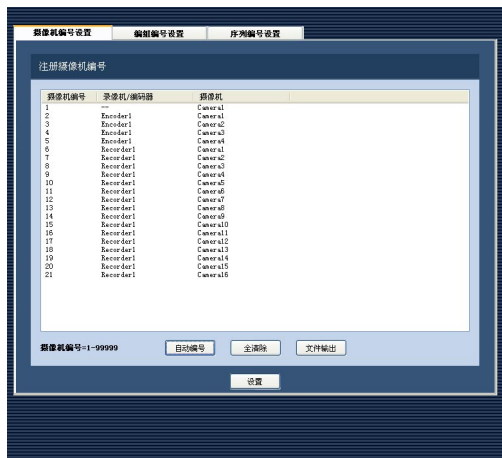 摄像机编号设置 编组编号设置 序列编号设置
注册摄像机编号
摄像机编号 录像机/编码器 摄像机
1 -- Camera1
2 Encoder1 Camera1
3 Encoder1 Camera2
4 Encoder1 Camera3
5 Encoder1 Camera4
6 Recorder1 Camera1
7 Recorder1 Camera2
8 Recorder1 Camera3
9 Recorder1 Camera4
10 Recorder1 Camera5
11 Recorder1 Camera6
12 Recorder1 Camera7
13 Recorder1 Camera8
14 Recorder1 Camera9
15 Recorder1 Camera10
16 Recorder1 Camera11
17 Recorder1 Camera12
18 Recorder1 Camera13
19 Recorder1 Camera14
20 Recorder1 Camera15
21 Recorder1 Camera16
摄像机编号=1-99999 自动编号 全清除 文件输出
设置